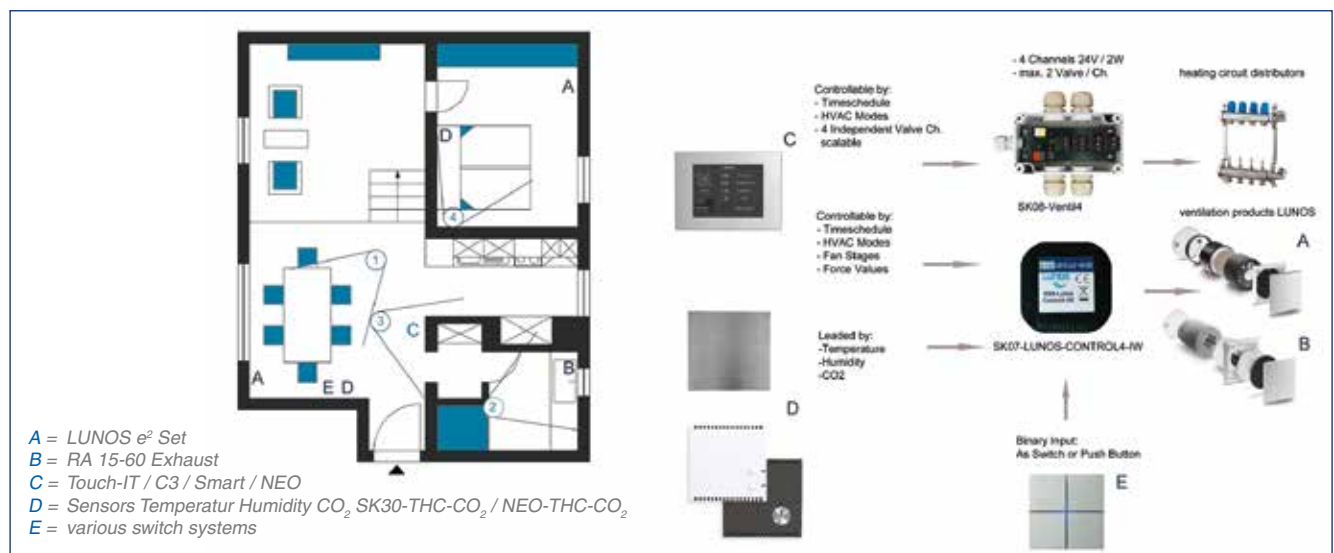 A
D
4
1
3
C
B
A
E D
2
A = LUNOS e² Set
B = RA 15-60 Exhaust
C = Touch-IT / C3 / Smart / NEO
D = Sensors Temperatur Humidity CO₂ SK30-THC-CO₂ / NEO-THC-CO₂
E = various switch systems
- 4 Channels 24V / 2W
- max. 2 Valve / Ch.
heating circuit distributors
Controllable by:
- Timeschedule
- HVAC Modes
- 4 Independent Valve Ch.
scalable
C
SK08-Ventil4
ventilation products LUNOS
Controllable by:
- Timeschedule
- HVAC Modes
- Fan Stages
- Force Values
A
Leaded by:
-Temperature
-Humidity
-CO2
SK07-LUNOS-CONTROL4-IW
B
D
Binary Input:
As Switch or Push Button
E